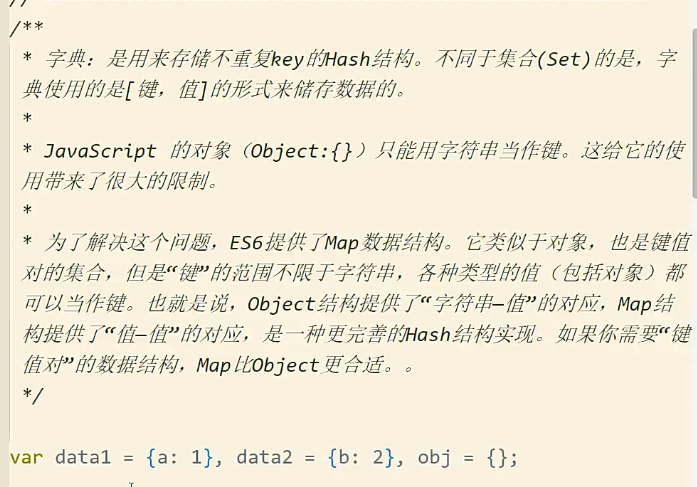 /**
* 字典：是用来存储不重复key的Hash结构。不同于集合(Set)的是，字
典使用的是[键，值]的形式来储存数据的。
*
* JavaScript 的对象（Object:{}）只能用字符串当作键。这给它的使
用带来了很大的限制。
*
* 为了解决这个问题，ES6提供了Map数据结构。它类似于对象，也是键值
对的集合，但是“键”的范围不限于字符串，各种类型的值（包括对象）都
可以当作键。也就是说，Object结构提供了“字符串—值”的对应，Map结
构提供了“值—值”的对应，是一种更完善的Hash结构实现。如果你需要“键
值对”的数据结构，Map比Object更合适。。
*/
var data1 = {a: 1}, data2 = {b: 2}, obj = {};